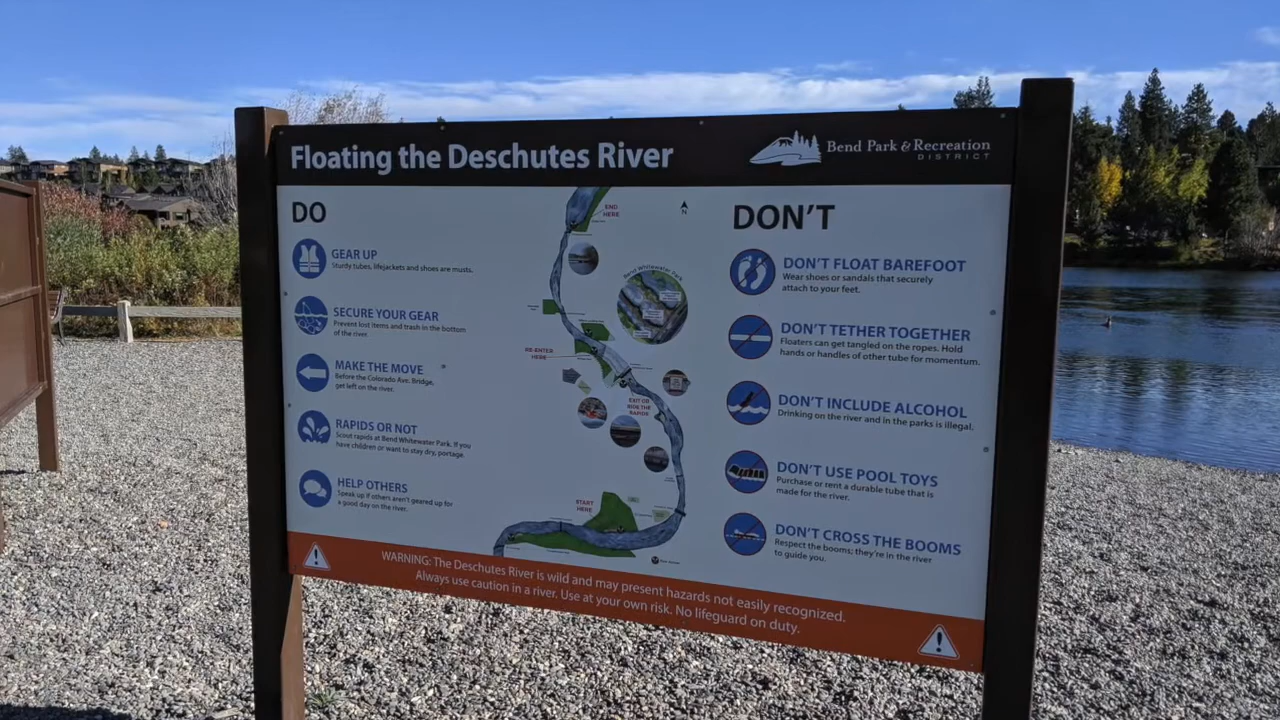 Floating the Deschutes River
Bend Park & Recreation
DISTRICT
DO
GEAR UP
Sturdy tubes, lifejackets and shoes are musts.
SECURE YOUR GEAR
Prevent lost items and trash in the bottom
of the river.
MAKE THE MOVE
Before the Colorado Ave. Bridge,
get left on the river.
RAPIDS OR NOT
Scout rapids at Bend Whitewater Park. If you
have children or want to stay dry, portage.
HELP OTHERS
Speak up if others aren't geared up for
a good day on the river.
END
HERE
N
Bend Whitewater Park
RE-ENTER
HERE
EXIT OR
RIDE THE
RAPIDS
START
HERE
DON'T
DON'T FLOAT BAREFOOT
Wear shoes or sandals that securely
attach to your feet.
DON'T TETHER TOGETHER
Floaters can get tangled on the ropes. Hold
hands or handles of other tube for momentum.
DON'T INCLUDE ALCOHOL
Drinking on the river and in the parks is illegal.
DON'T USE POOL TOYS
Purchase or rent a durable tube that is
made for the river.
DON'T CROSS THE BOOMS
Respect the booms; they're in the river
to guide you.
WARNING: The Deschutes River is wild and may present hazards not easily recognized.
Always use caution in a river. Use at your own risk. No lifeguard on duty.